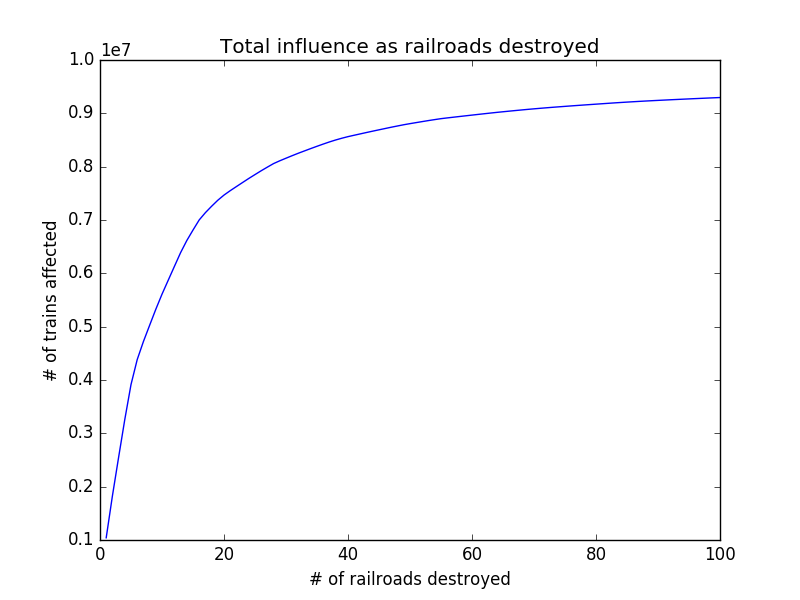 Total influence as railroads destroyed
1e7
1.0
0.9
0.8
0.7
0.6
0.5
0.4
0.3
0.2
0.1
# of trains affected
0 20 40 60 80 100
# of railroads destroyed